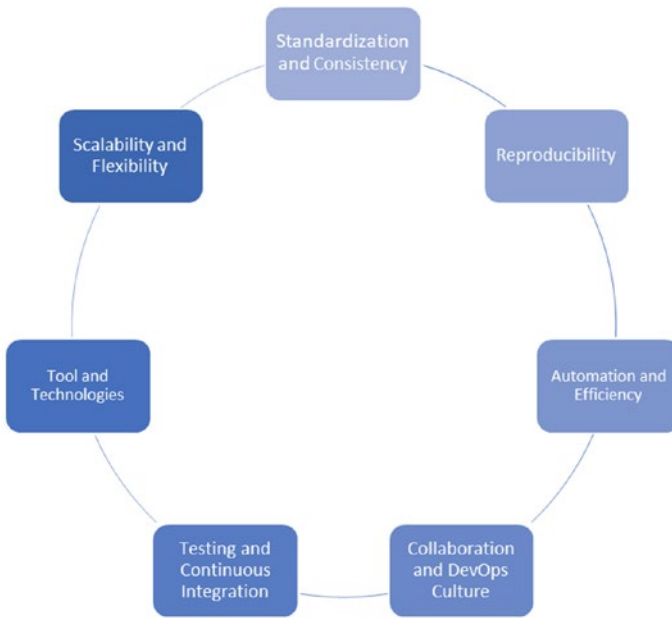 Standardization
and Consistency
Reproducibility
Automation and
Efficiency
Collaboration
and DevOps
Culture
Testing and
Continuous
Integration
Tool and
Technologies
Scalability and
Flexibility